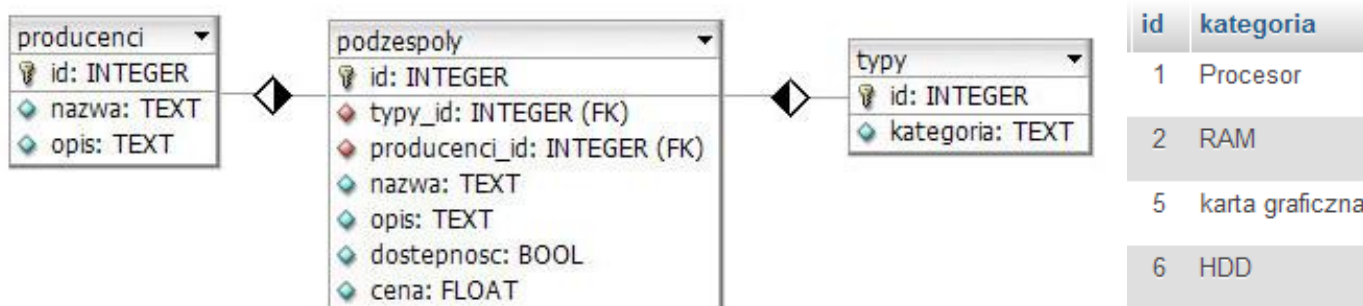 producenci
id: INTEGER
nazwa: TEXT
opis: TEXT
podzespoly
id: INTEGER
typy_id: INTEGER (FK)
producenci_id: INTEGER (FK)
nazwa: TEXT
opis: TEXT
dostepnosc: BOOL
cena: FLOAT
typy
id: INTEGER
kategoria: TEXT
id kategoria
1 Procesor
2 RAM
5 karta graficzna
6 HDD